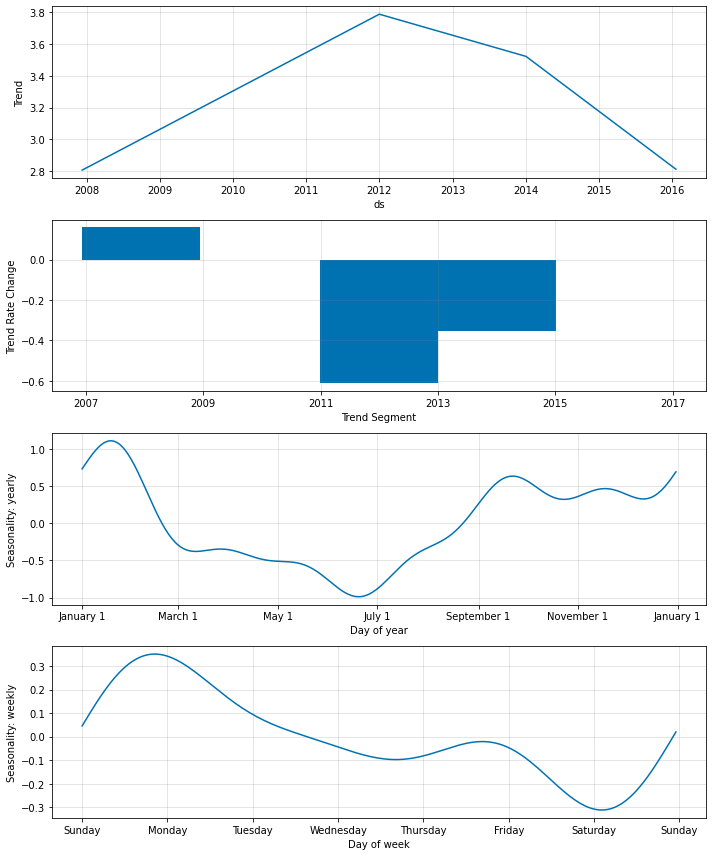 3.8
3.6
3.4
3.2
3.0
2.8
Trend
2008 2009 2010 2011 2012 2013 2014 2015 2016
ds
0.0
−0.2
−0.4
−0.6
Trend Rate Change
2007 2009 2011 2013 2015 2017
Trend Segment
1.0
0.5
0.0
−0.5
−1.0
Seasonality: yearly
January 1 March 1 May 1 July 1 September 1 November 1 January 1
Day of year
0.3
0.2
0.1
0.0
−0.1
−0.2
−0.3
Seasonality: weekly
Sunday Monday Tuesday Wednesday Thursday Friday Saturday Sunday
Day of week